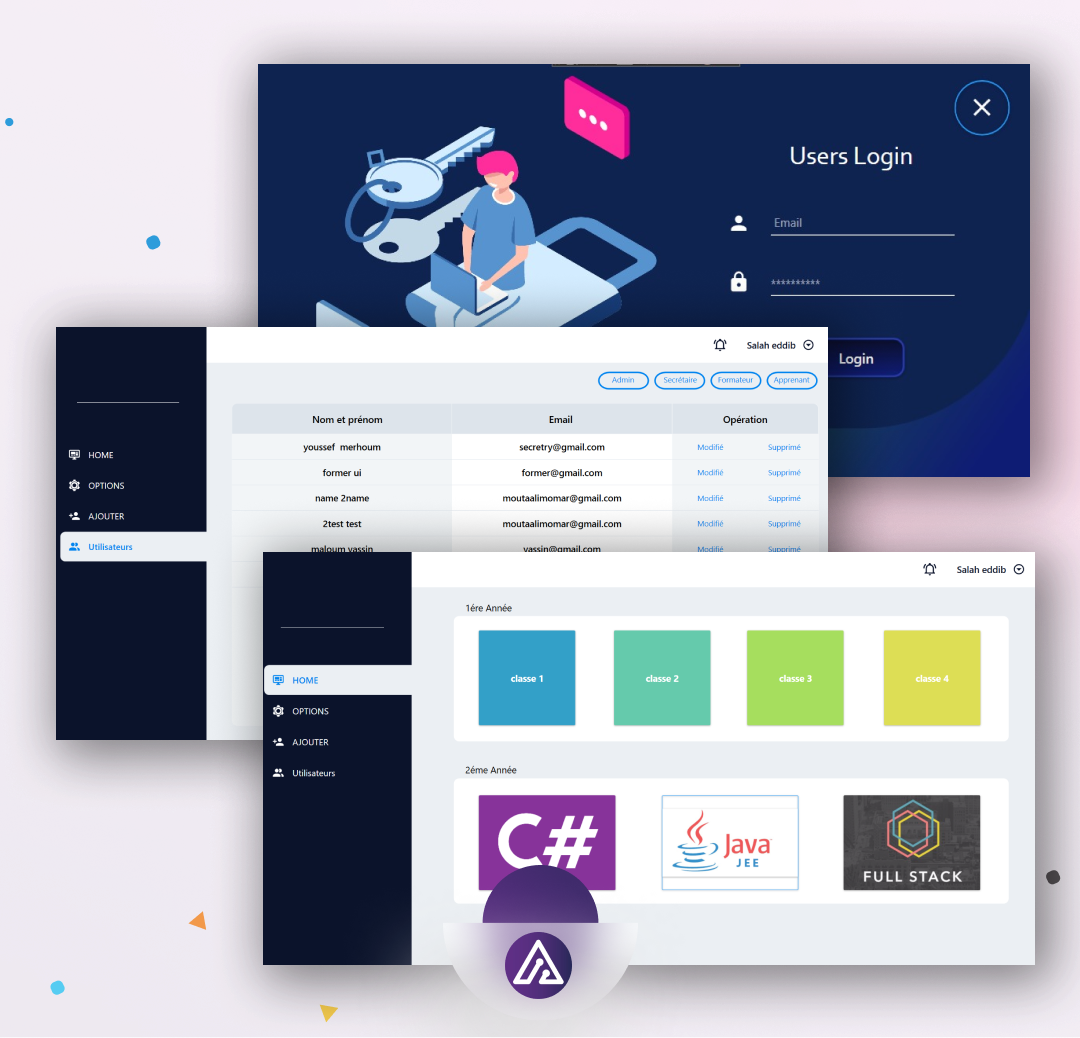 Users Login
Email
**********
Login
Salah eddib
Admin Secrétaire Formateur Apprenant
Nom et prénom Email Opération
youssef merhoum secretry@gmail.com Modifié Supprimé
former ui former@gmail.com Modifié Supprimé
name 2name moutaalimomar@gmail.com Modifié Supprimé
2test test moutaalimomar@gmail.com Modifié Supprimé
maloum yassin yassin@gmail.com Modifié Supprimé
HOME
OPTIONS
AJOUTER
Utilisateurs
Salah eddib
HOME
OPTIONS
AJOUTER
Utilisateurs
1ére Année
classe 1 classe 2 classe 3 classe 4
2éme Année
C# Java JEE FULL STACK